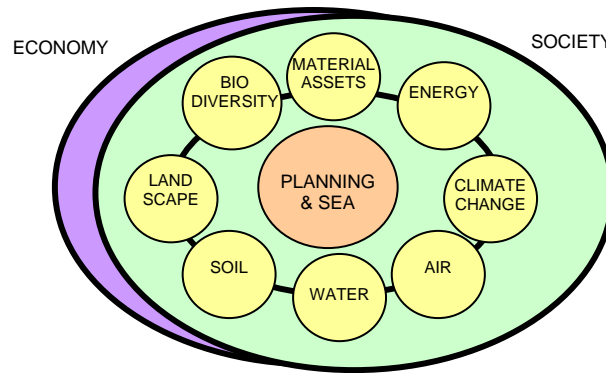 ECONOMY
SOCIETY
MATERIAL
ASSETS
BIO
DIVERSITY
ENERGY
LAND
SCAPE
PLANNING
& SEA
CLIMATE
CHANGE
SOIL
AIR
WATER